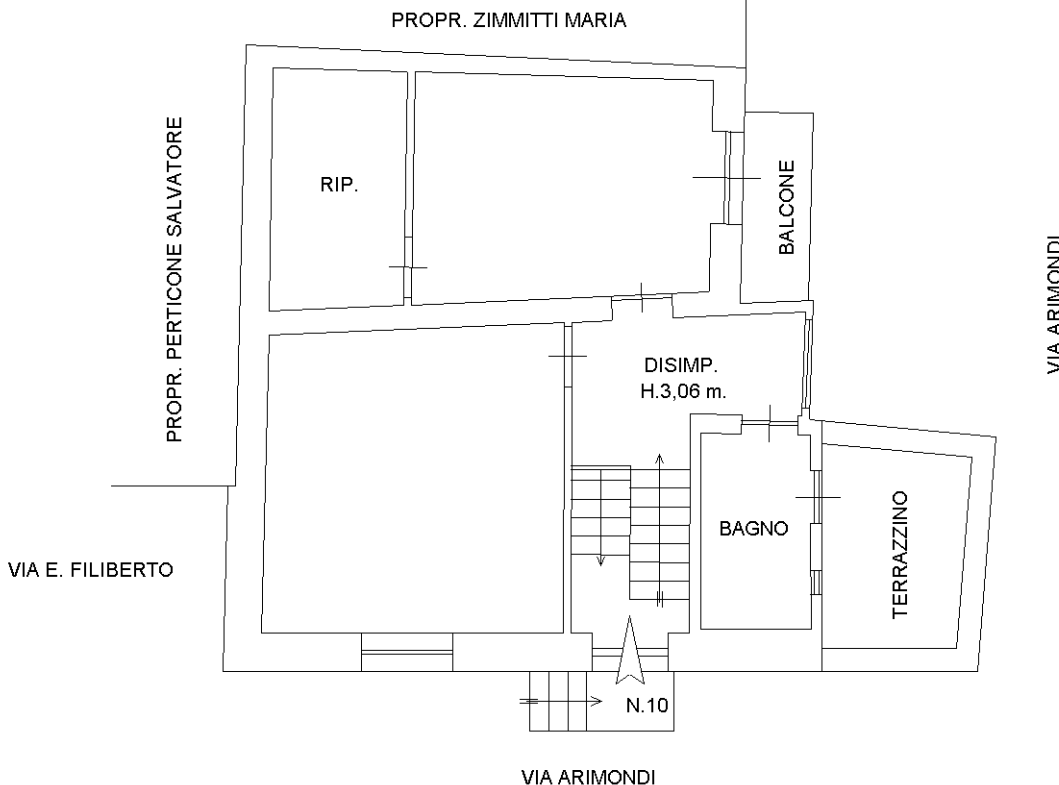 PROPR. ZIMMITTI MARIA
PROPR. PERTICONE SALVATORE
RIP.
BALCONE
VIA ARIMONDI
DISIMP.
H.3,06 m.
BAGNO
TERRAZZINO
VIA E. FILIBERTO
N.10
VIA ARIMONDI